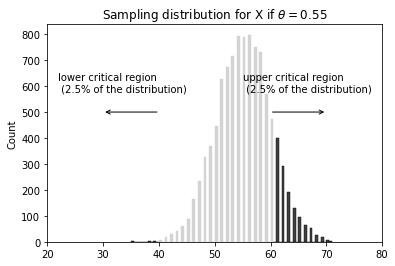 Sampling distribution for X if θ = 0.55
lower critical region
(2.5% of the distribution)
upper critical region
(2.5% of the distribution)
Count
800
700
600
500
400
300
200
100
0
20
30
40
50
60
70
80